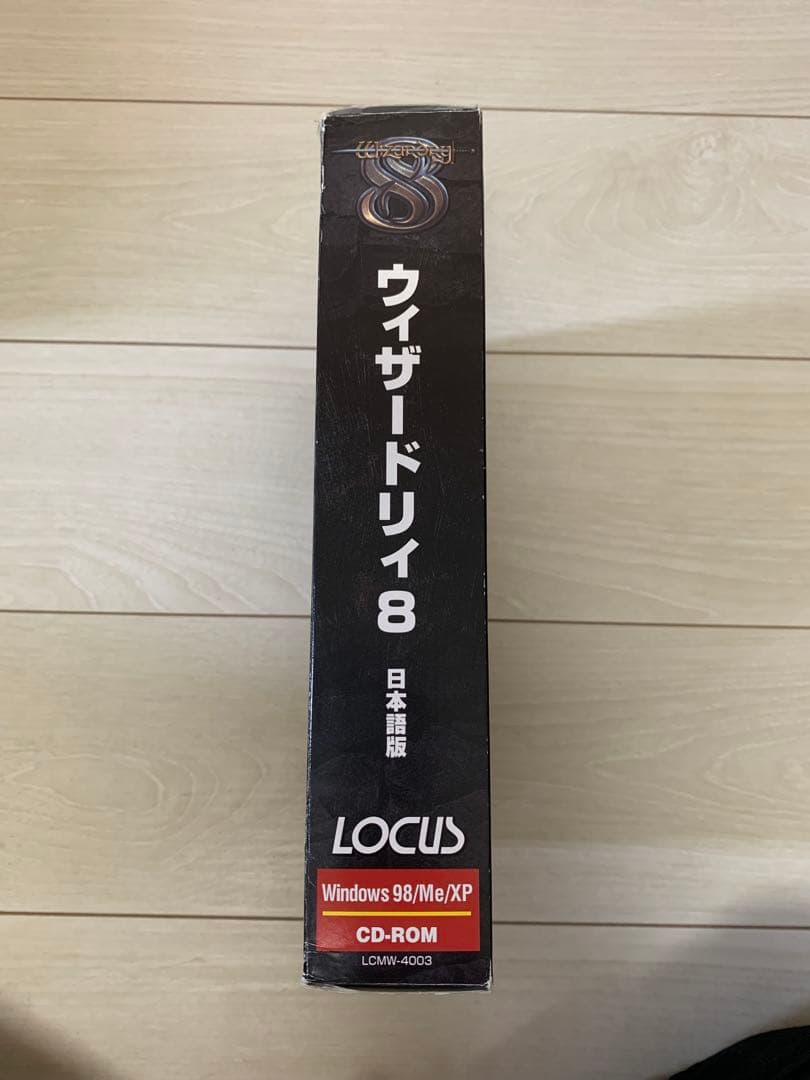 Wizardry
8
ウィザードリィ8
日本語版
LOCUS
Windows 98/Me/XP
CD-ROM
LCMW-4003